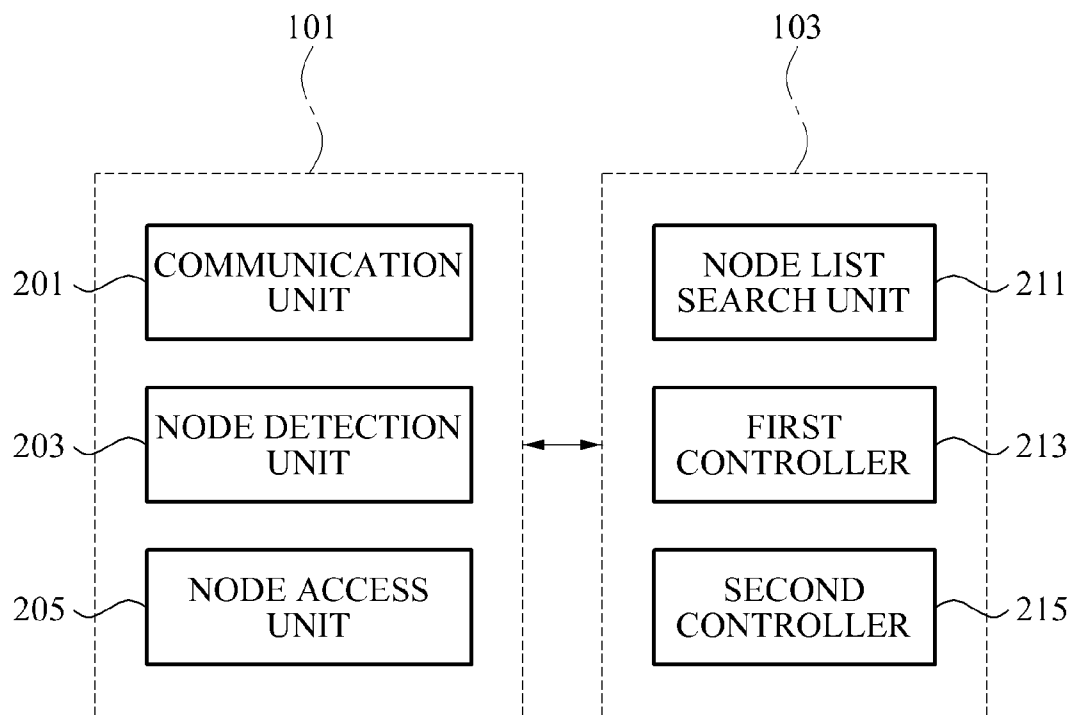 101
103
201
COMMUNICATION
UNIT
NODE LIST
SEARCH UNIT
211
203
NODE DETECTION
UNIT
FIRST
CONTROLLER
213
205
NODE ACCESS
UNIT
SECOND
CONTROLLER
215